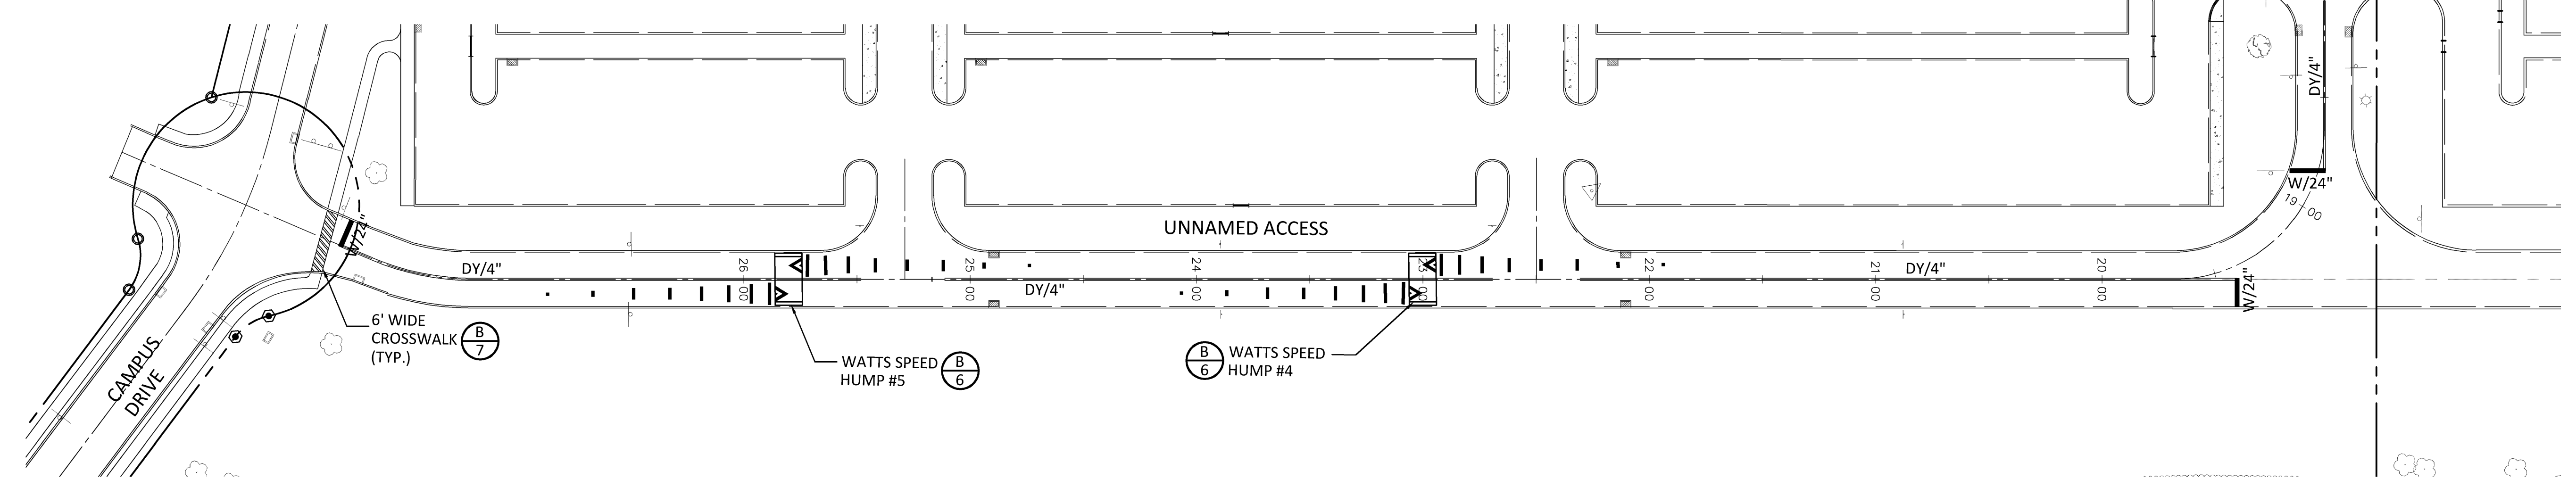 DY/4"
W/24"
19+00
UNNAMED ACCESS
W/24"
DY/4"
26+00
25+00
DY/4"
24+00
23+00
22+00
21+00
DY/4"
20+00
W/24"
6' WIDE
CROSSWALK
(TYP.)
B
7
WATTS SPEED
HUMP #5
B
6
B
6
WATTS SPEED
HUMP #4
CAMPUS
DRIVE